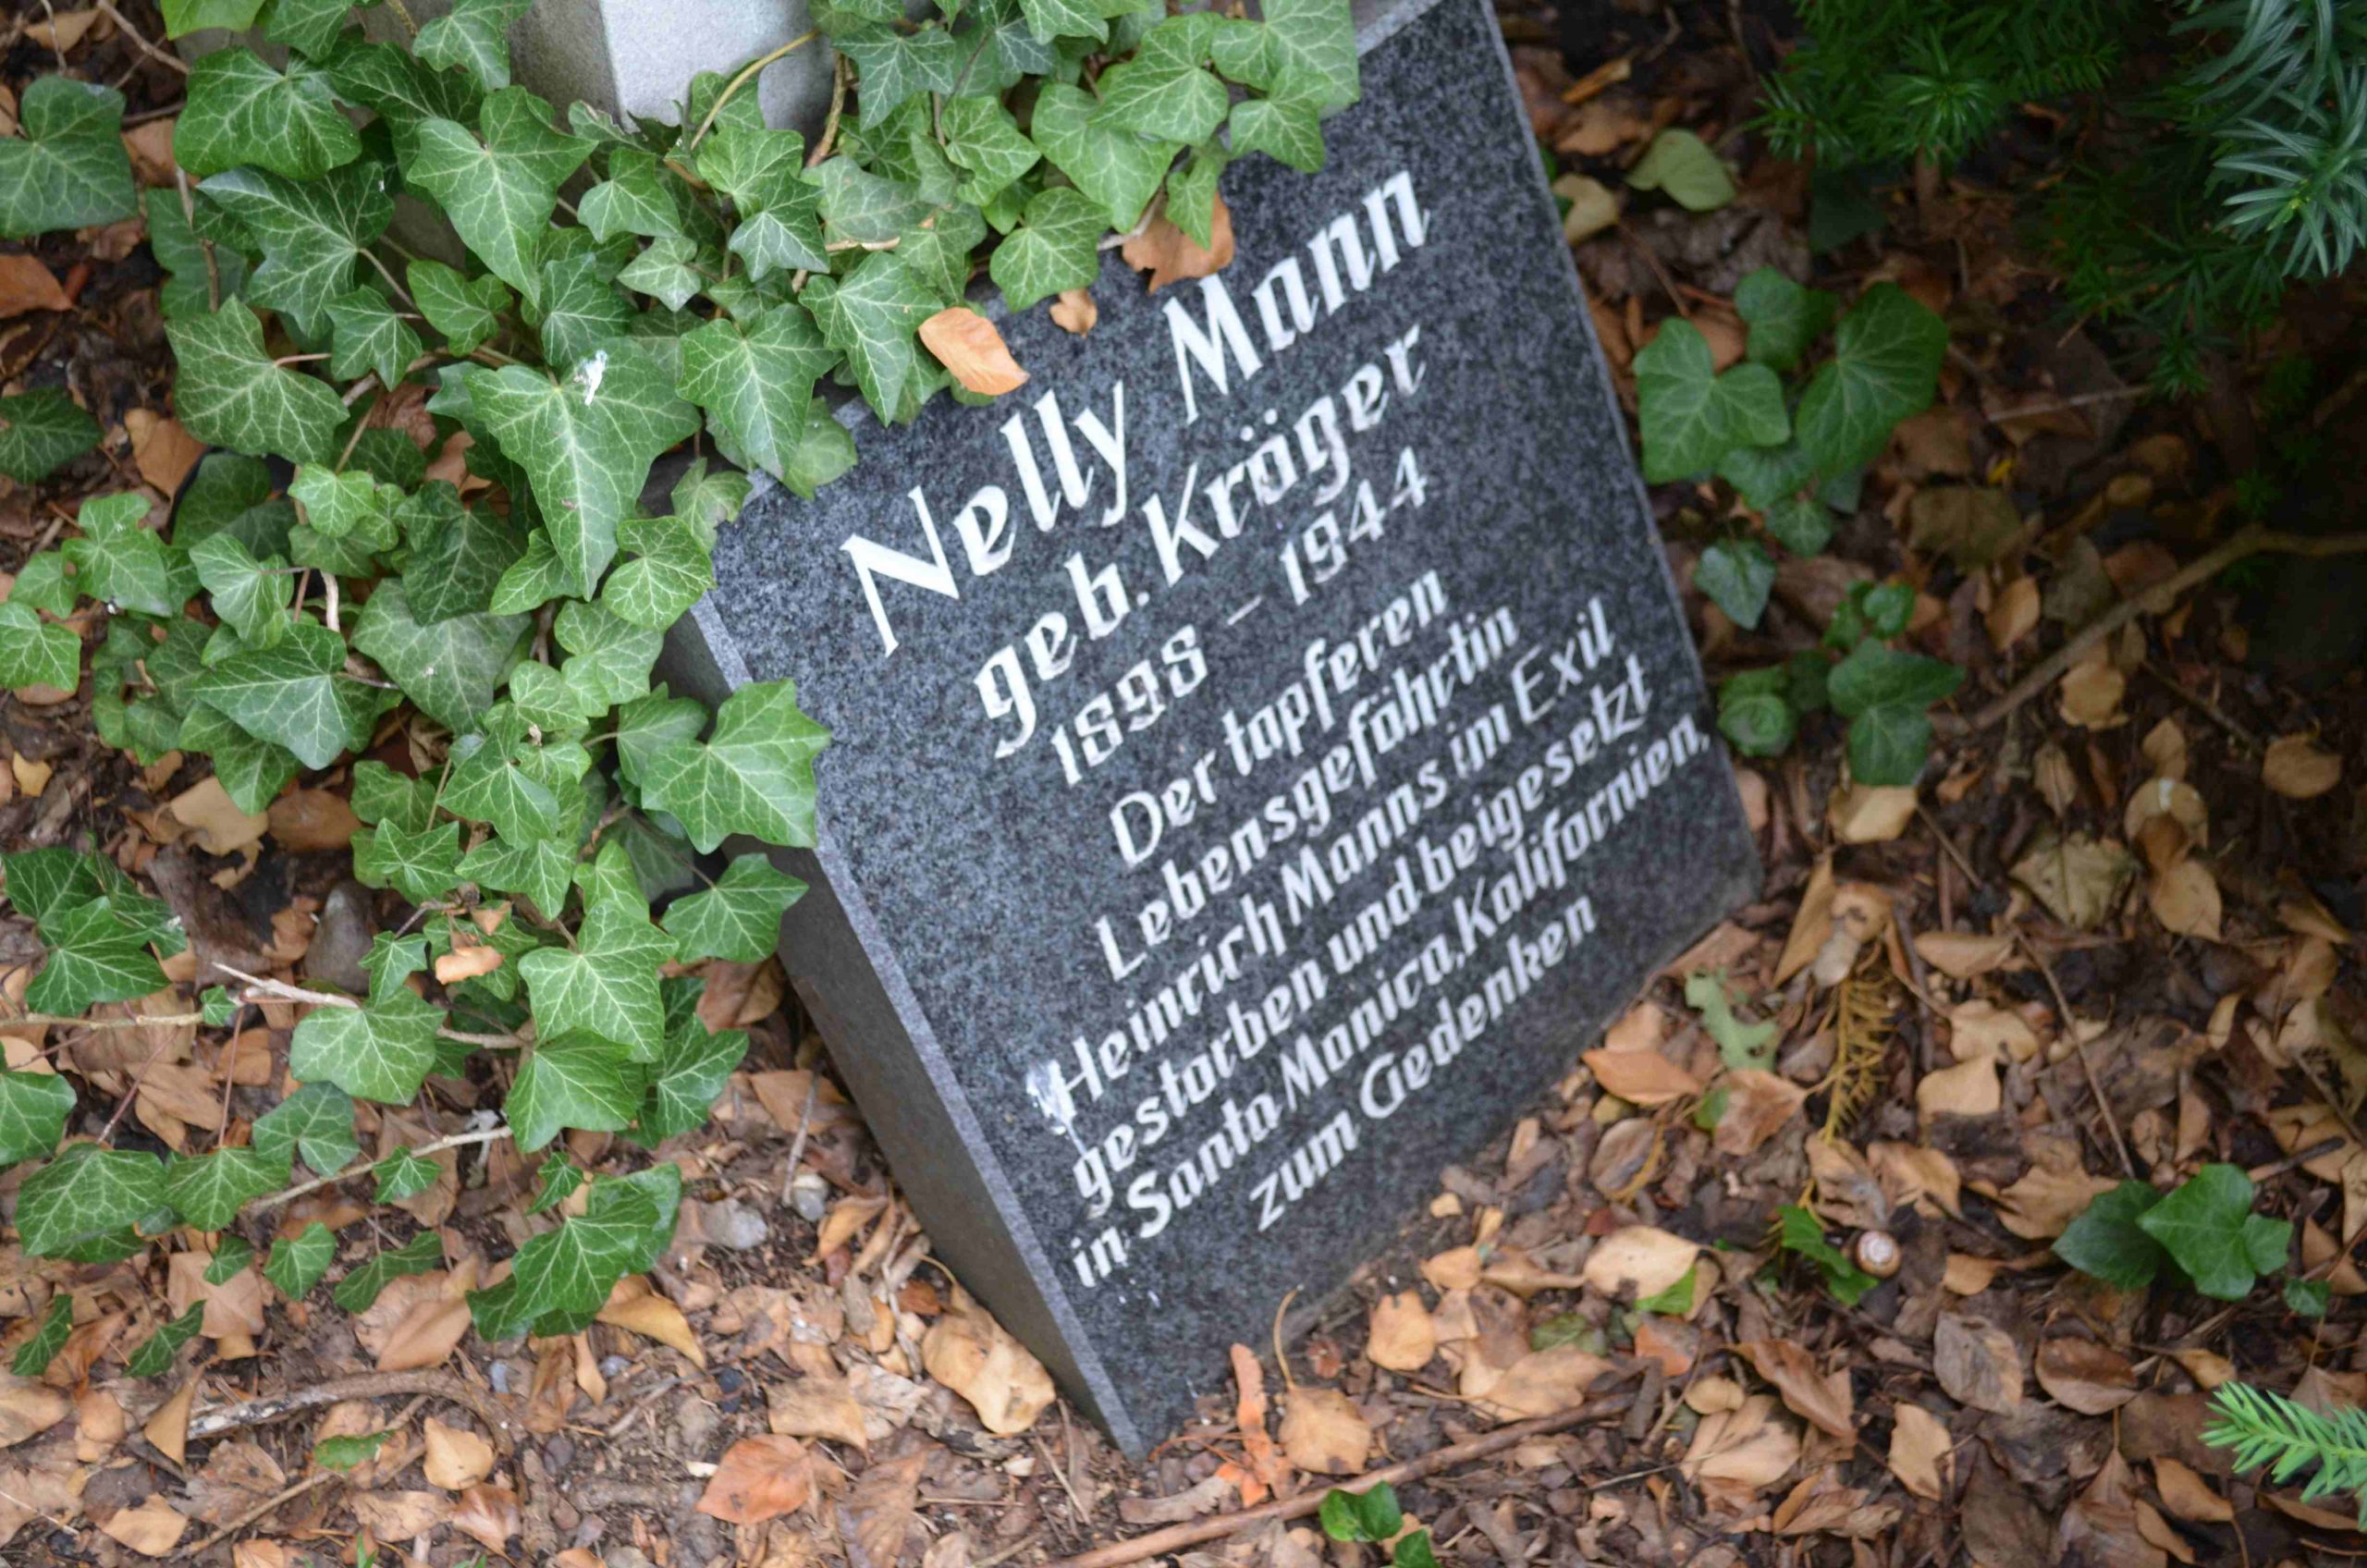 Nelly Mann
geb. Kröger
1898 – 1944
Der tapferen
Lebensgefährtin
Heinrich Manns im Exil
gestorben und beigesetzt
in Santa Monica, Kalifornien,
zum Gedenken